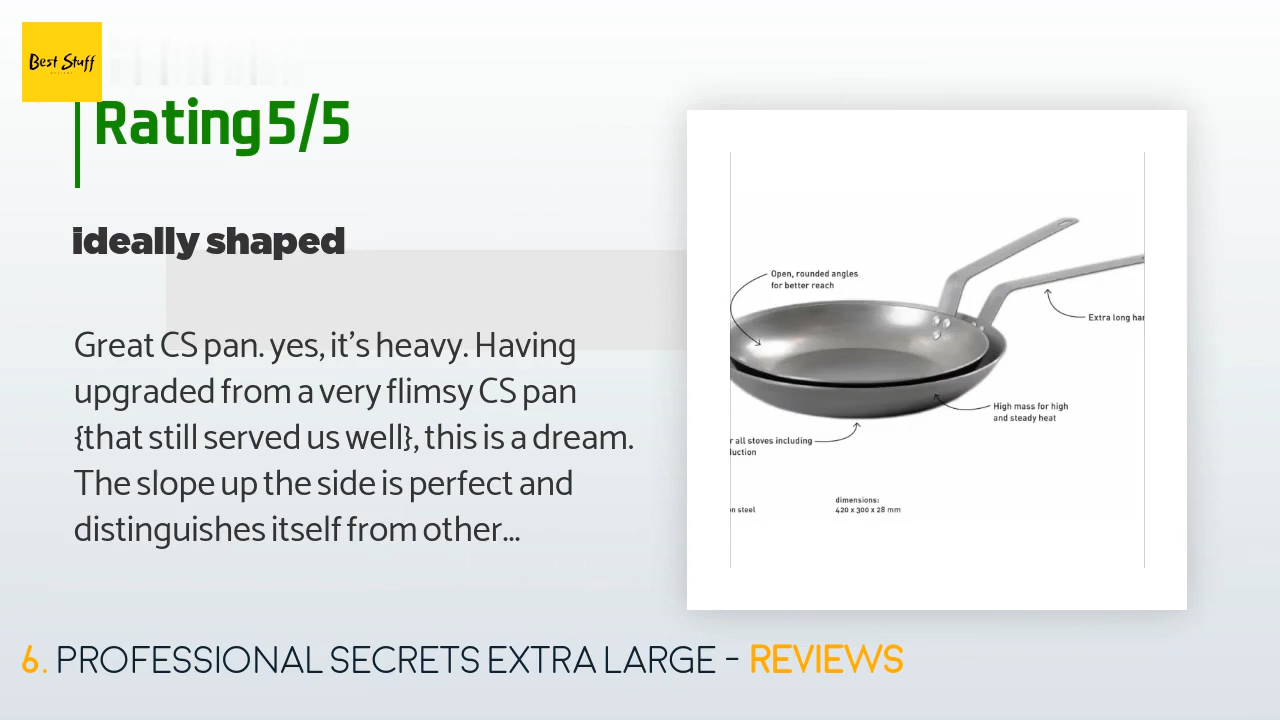 Best Stuff
Rating 5/5
ideally shaped
Great CS pan. yes, it's heavy. Having
upgraded from a very flimsy CS pan
{that still served us well}, this is a dream.
The slope up the side is perfect and
distinguishes itself from other...
Open, rounded angles
for better reach
Extra long har
High mass for high
and steady heat
r all stoves including
luction
n steel
dimensions:
420 x 300 x 28 mm
6. PROFESSIONAL SECRETS EXTRA LARGE - REVIEWS